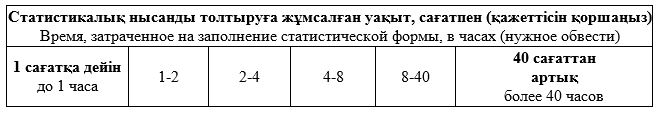 Статистикалық нысанды толтыруға жұмсалған уақыт, сағатпен (қажеттісін қоршаңыз)
Время, затраченное на заполнение статистической формы, в часах (нужное обвести)
1 сағатқа дейін
до 1 часа
1-2
2-4
4-8
8-40
40 сағаттан
артық
более 40 часов